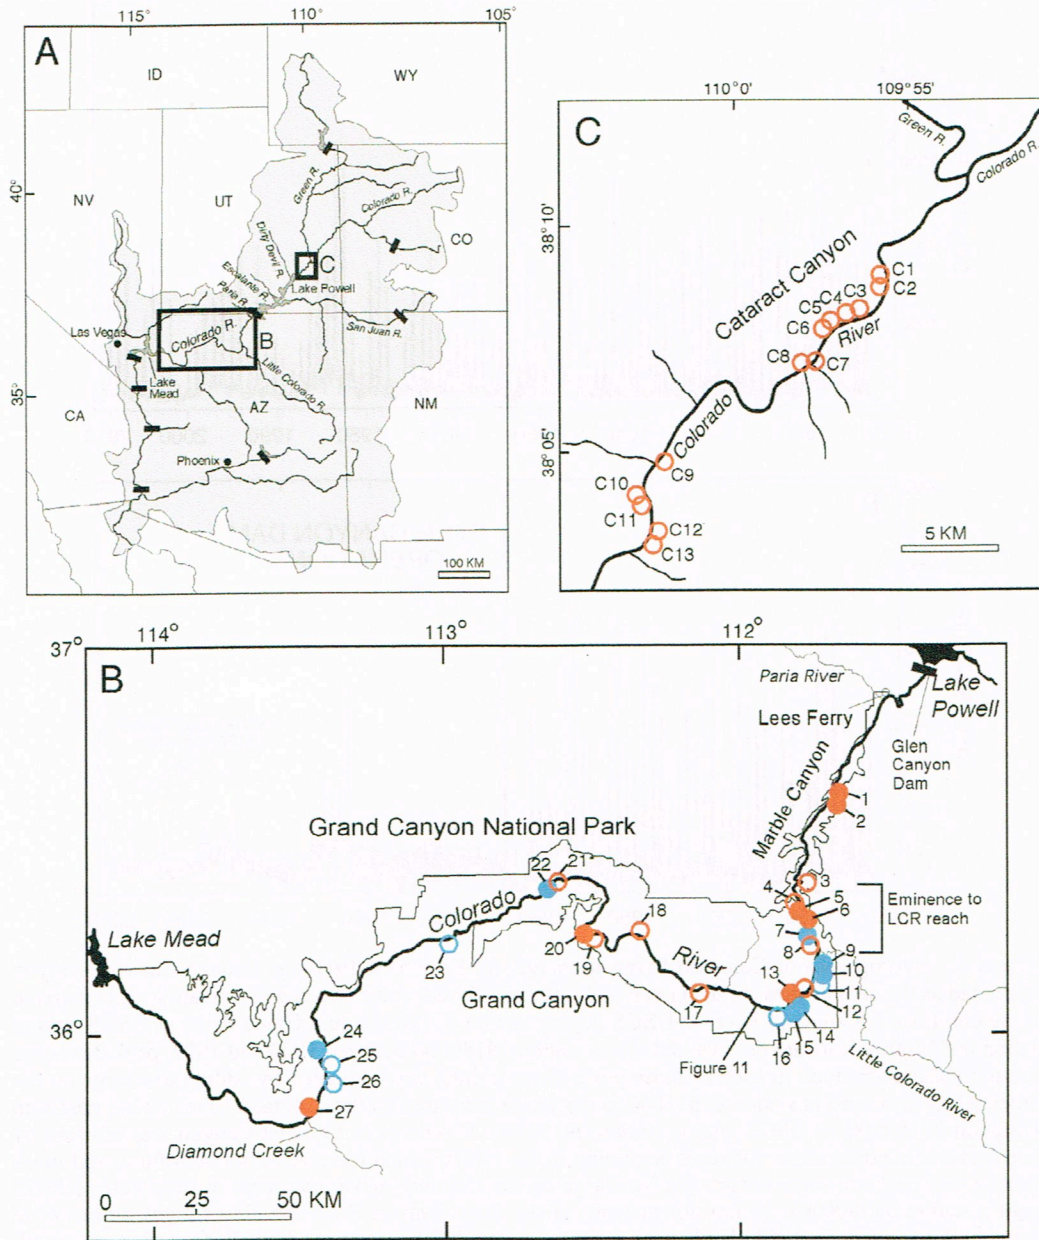 115°
110°
105°
A
ID
WY
40°
NV
UT
Green R.
Colorado R.
CO
Dirty Devil R.
C
Escalante R.
Lake Powell
Paria R.
San Juan R.
Las Vegas
Colorado R.
B
Little Colorado R.
Lake
Mead
35°
CA
AZ
NM
Phoenix
100 KM
110°0'
109°55'
C
Green R.
Colorado R.
38°10'
Cataract Canyon
C1
C2
C3
C4
C5
C6
River
C8
C7
Colorado
38°05'
C9
C10
C11
C12
C13
5 KM
114°
113°
112°
37°
B
Paria River
Lake
Powell
Lees Ferry
Glen
Canyon
Dam
Marble Canyon
1
2
Grand Canyon National Park
22
21
3
4
5
6
Eminence to
LCR reach
Colorado
18
7
8
9
Lake Mead
20
19
23
River
10
13
11
12
Grand Canyon
17
36°
16
15
14
Figure 11
Little Colorado River
24
25
26
27
Diamond Creek
0
25
50 KM